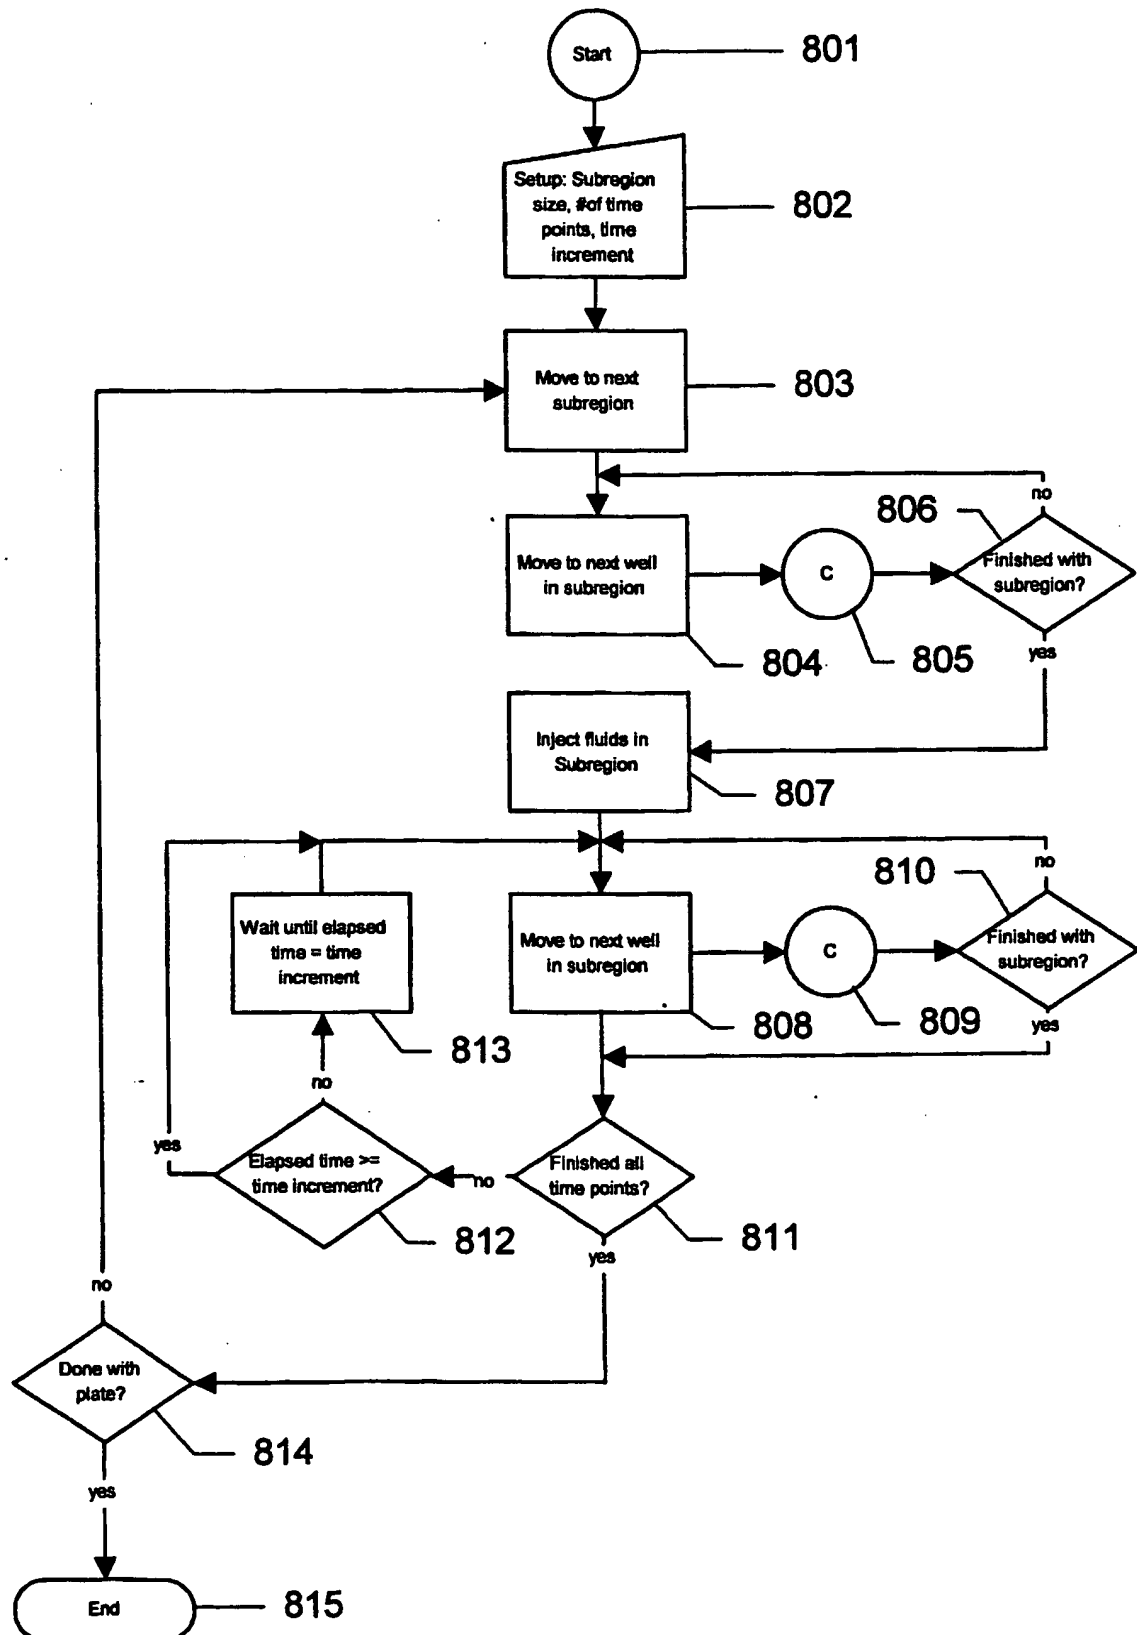 Start
801
Setup: Subregion
size, #of time
points, time
increment
802
Move to next
subregion
803
no
806
Finished with
subregion?
Move to next well
in subregion
C
804
805
yes
Inject fluids in
Subregion
807
no
810
Wait until elapsed
time = time
increment
Move to next well
in subregion
C
Finished with
subregion?
813
808
809
yes
no
yes
Elapsed time >=
time increment?
no
Finished all
time points?
812
811
yes
no
Done with
plate?
814
yes
End
815